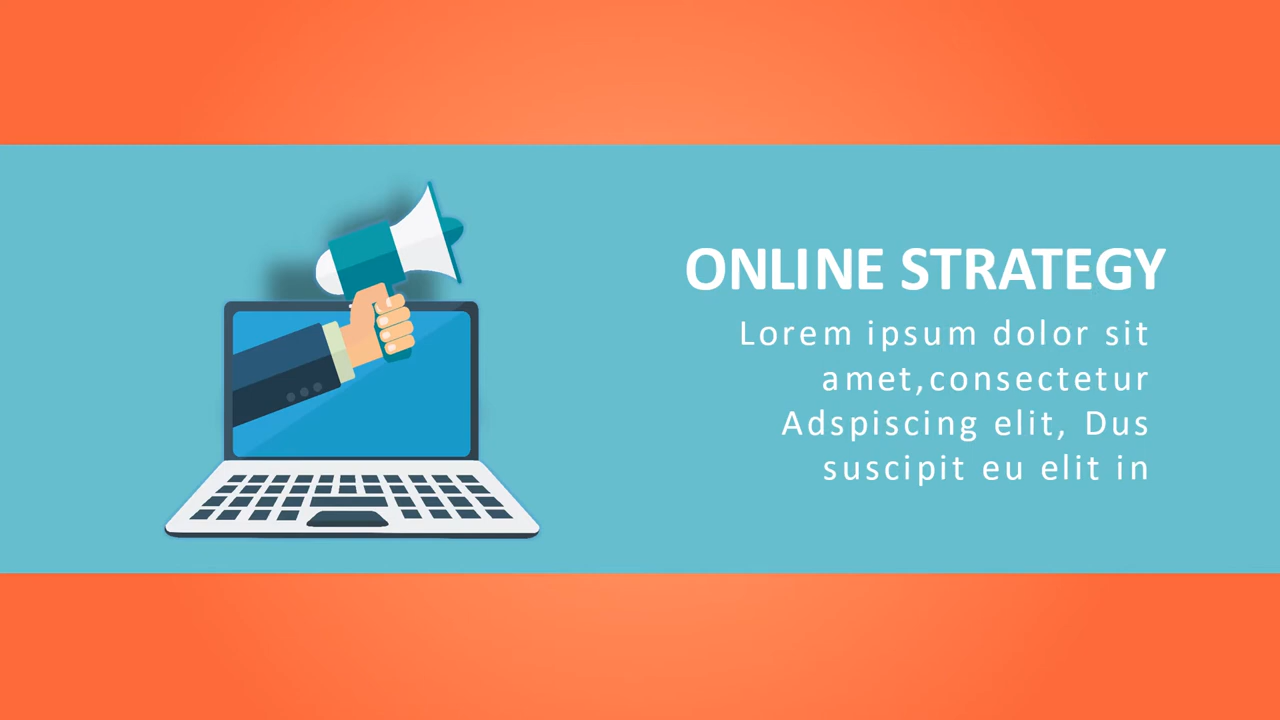 ONLINE STRATEGY
Lorem ipsum dolor sit
amet,consectetur
Adspiscing elit, Dus
suscipit eu elit in